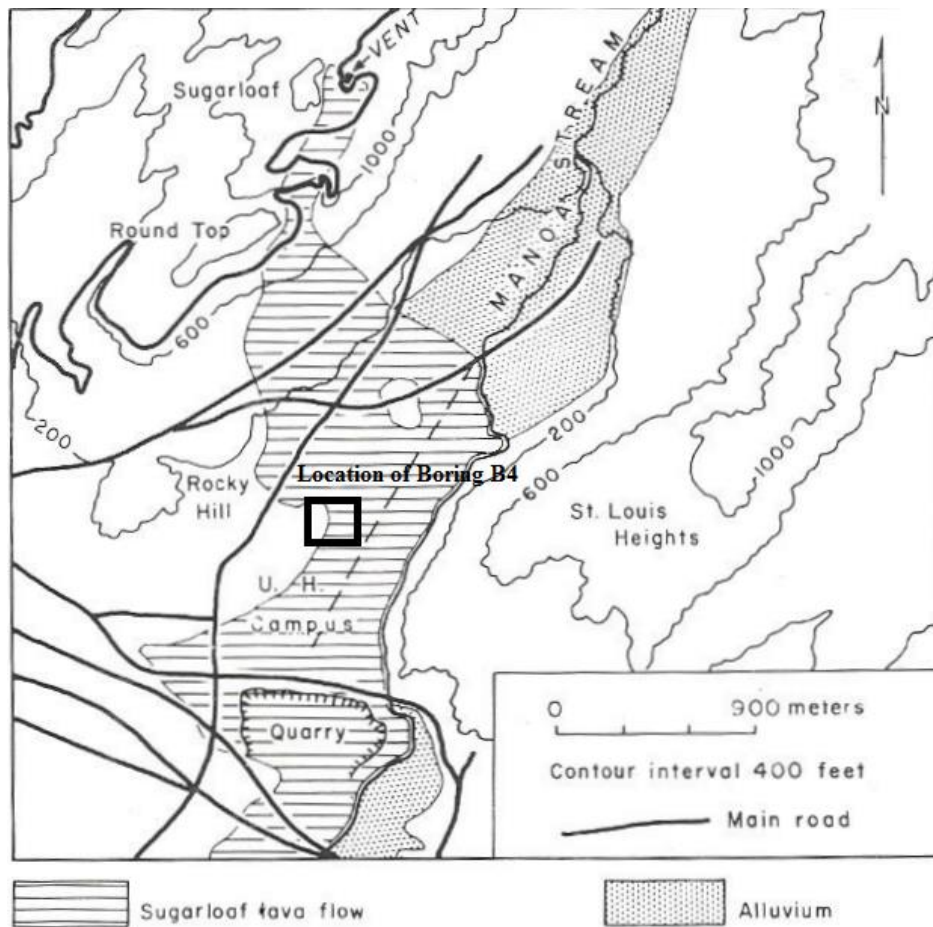 VENT
Sugarloaf
MANOA STREAM
N
1000
Round Top
600
200
200
600
1000
Location of Boring B4
Rocky
Hill
St. Louis
Heights
U. H.
Campus
Quarry
0 900 meters
Contour interval 400 feet
Main road
Sugarloaf lava flow
Alluvium